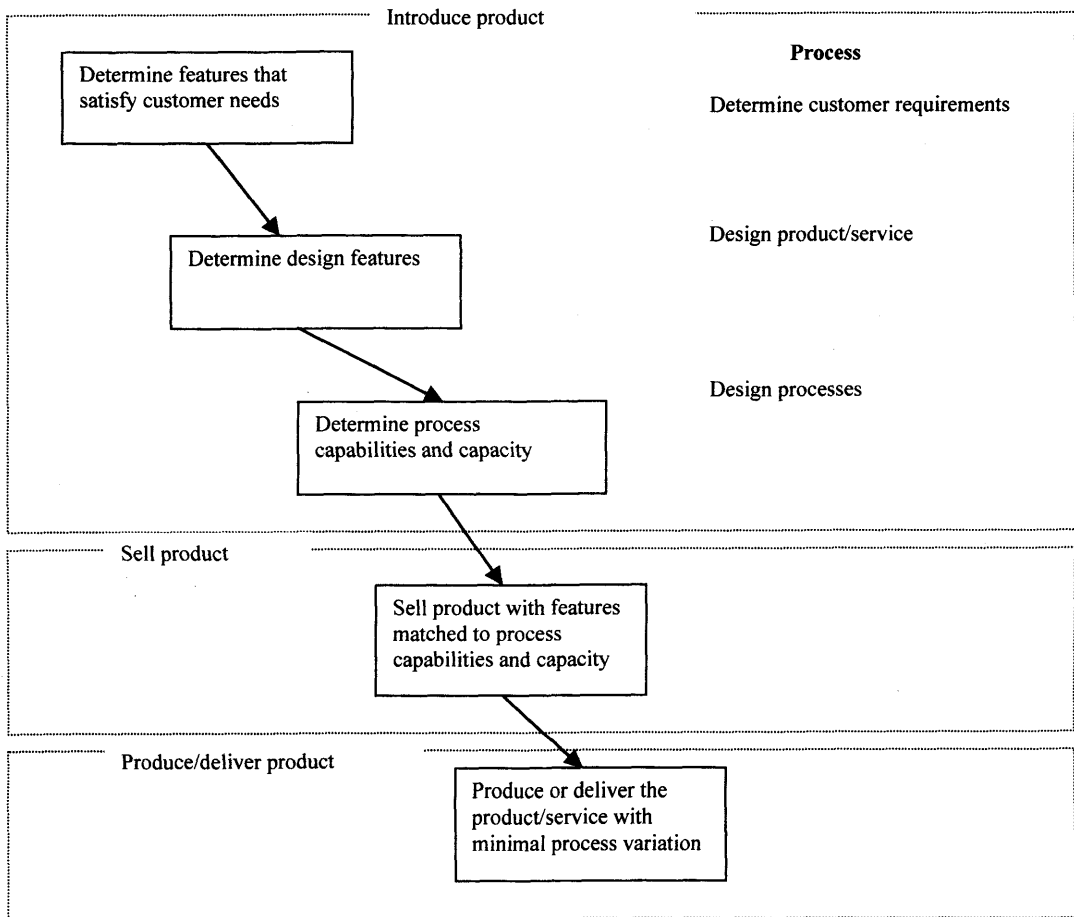 Introduce product
Process
Determine features that
satisfy customer needs
Determine customer requirements
Determine design features
Design product/service
Design processes
Determine process
capabilities and capacity
Sell product
Sell product with features
matched to process
capabilities and capacity
Produce/deliver product
Produce or deliver the
product/service with
minimal process variation